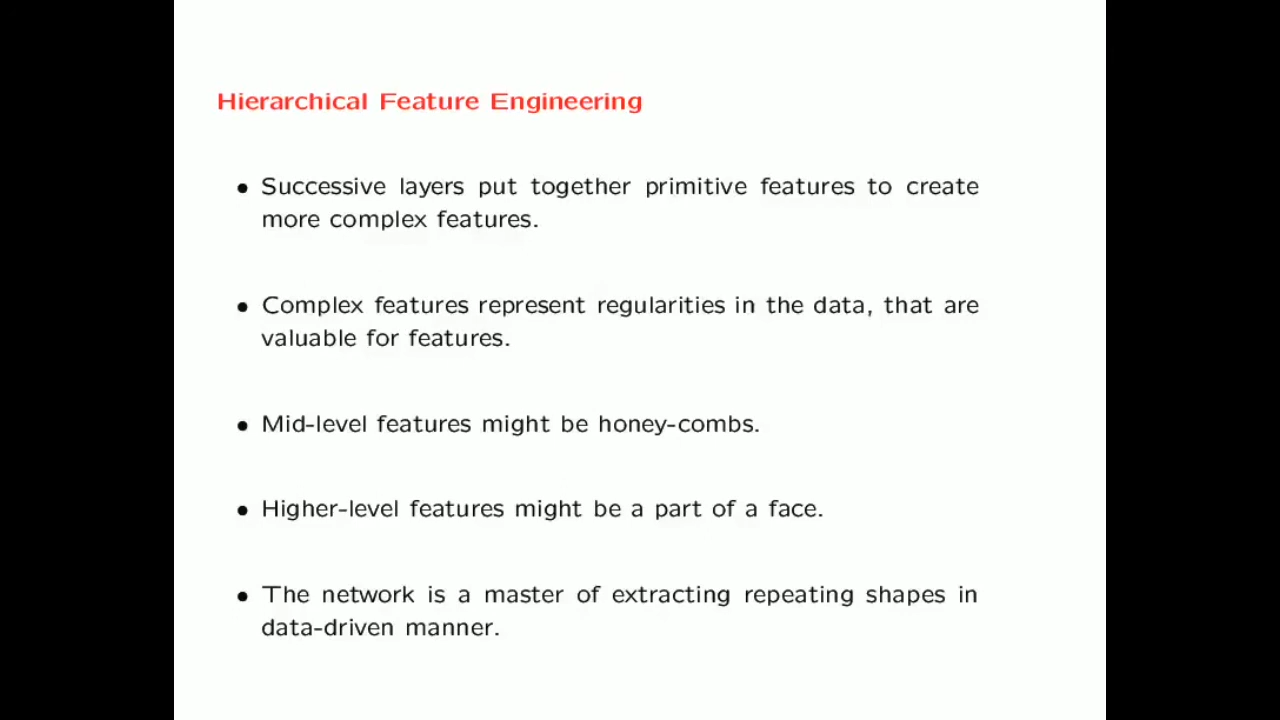 Hierarchical Feature Engineering
• Successive layers put together primitive features to create
more complex features.
• Complex features represent regularities in the data, that are
valuable for features.
• Mid-level features might be honey-combs.
• Higher-level features might be a part of a face.
• The network is a master of extracting repeating shapes in
data-driven manner.